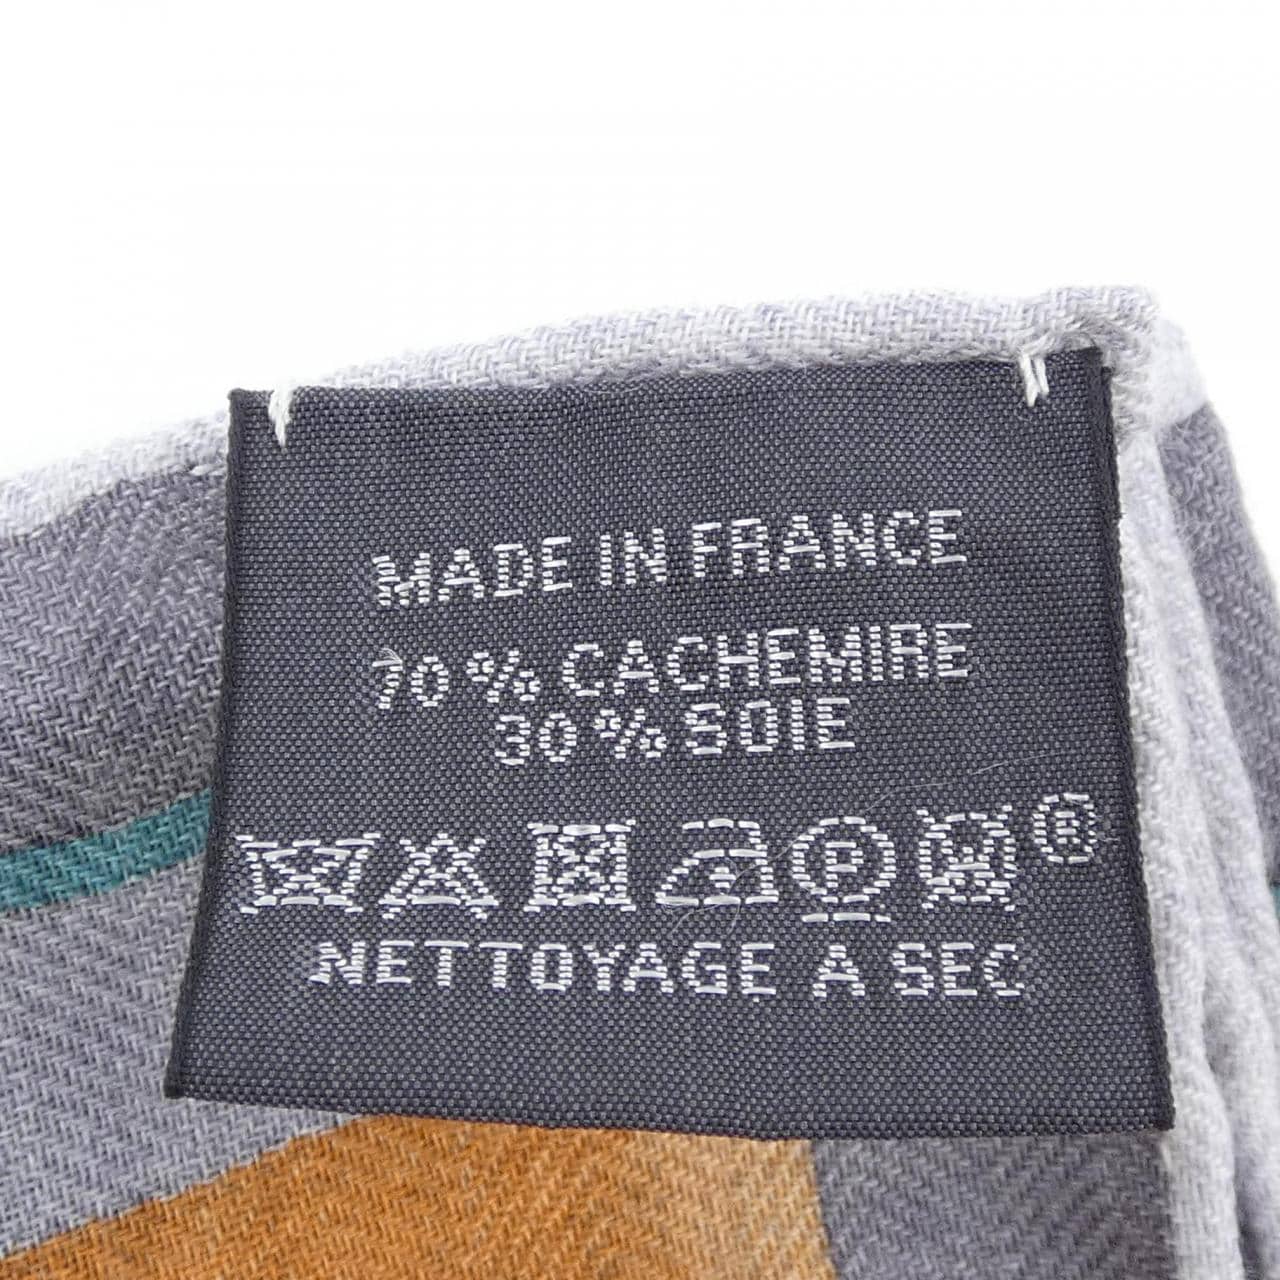 MADE IN FRANCE
70 % CACHEMIRE
30 % SOIE
P W ®
NETTOYAGE A SEC